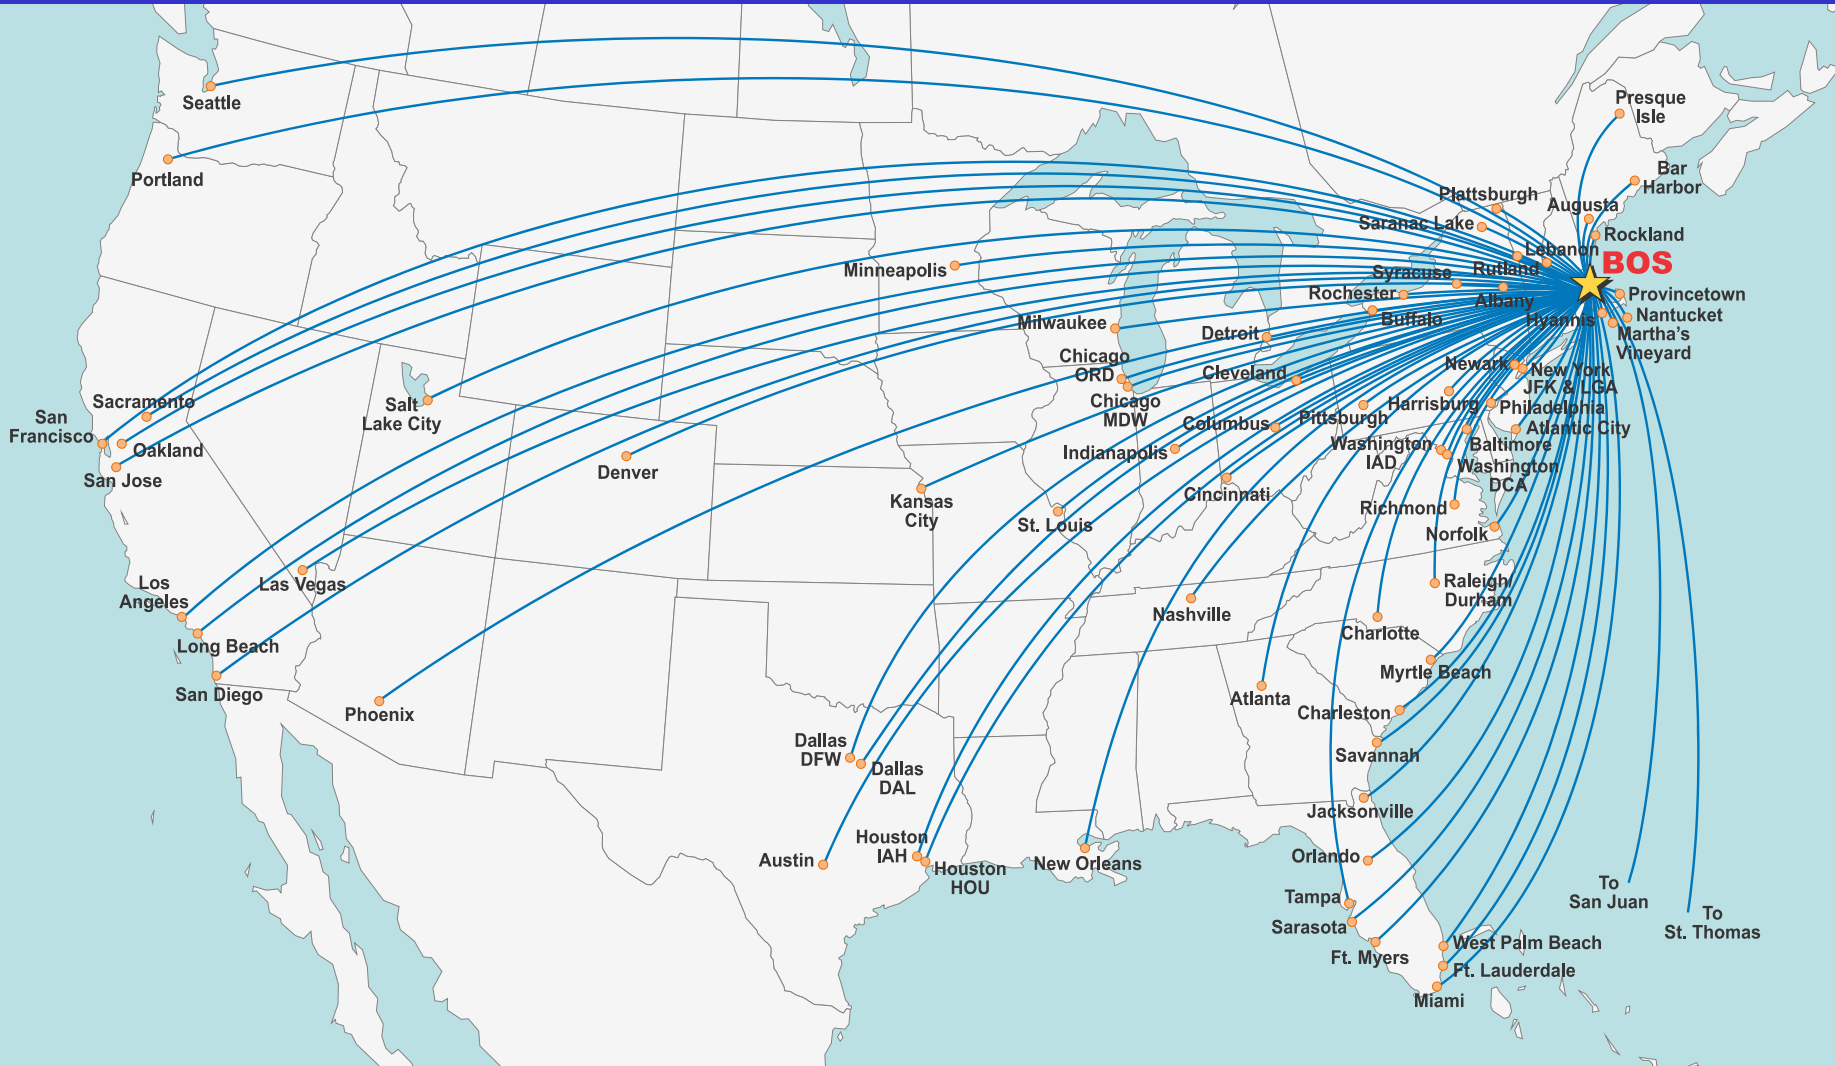 Seattle
Portland
Presque
Isle
Bar
Harbor
Plattsburgh
Augusta
Saranac Lake
Rockland
Lebanon
BOS
Minneapolis
Syracuse
Rutland
Rochester
Albany
Provincetown
Buffalo
Hyannis
Nantucket
Milwaukee
Detroit
Martha's
Vineyard
Chicago
ORD
Cleveland
Newark
New York
JFK & LGA
Chicago
MDW
Salt
Lake City
Sacramento
San
Francisco
Oakland
San Jose
Denver
Kansas
City
St. Louis
Columbus
Pittsburgh
Harrisburg
Philadelphia
Atlantic City
Indianapolis
Washington
IAD
Baltimore
Washington
DCA
Cincinnati
Richmond
Norfolk
Los
Angeles
Las Vegas
Long Beach
San Diego
Phoenix
Nashville
Raleigh/
Durham
Charlotte
Myrtle Beach
Atlanta
Charleston
Savannah
Dallas
DFW
Dallas
DAL
Jacksonville
Austin
Houston
IAH
Houston
HOU
New Orleans
Orlando
Tampa
Sarasota
Ft. Myers
West Palm Beach
Ft. Lauderdale
Miami
To
San Juan
To
St. Thomas